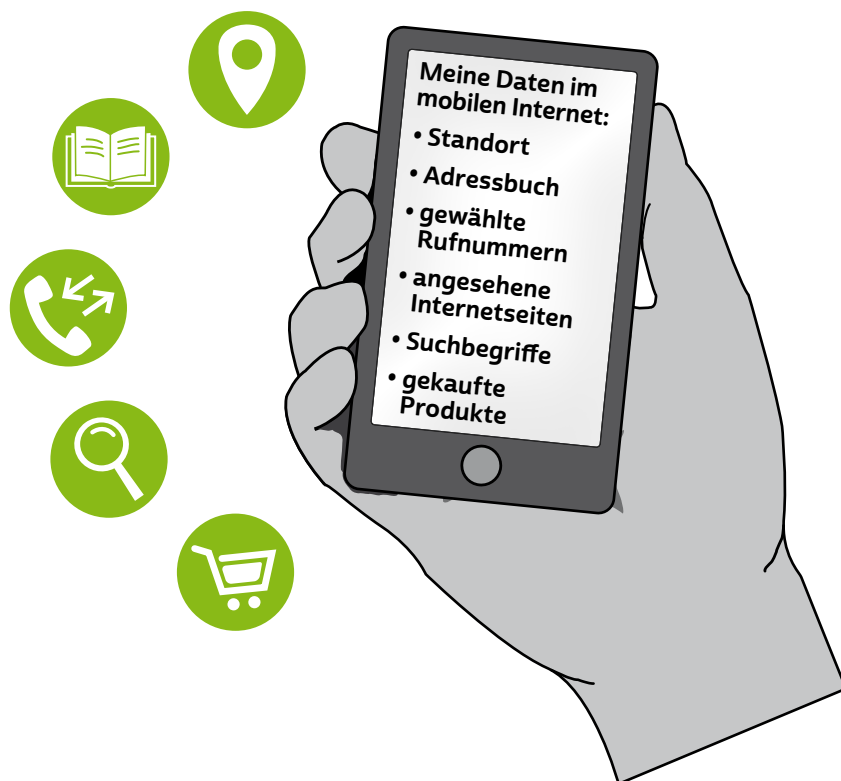 Meine Daten im
mobilen Internet:
• Standort
• Adressbuch
• gewählte
Rufnummern
• angesehene
Internetseiten
• Suchbegriffe
• gekaufte
Produkte